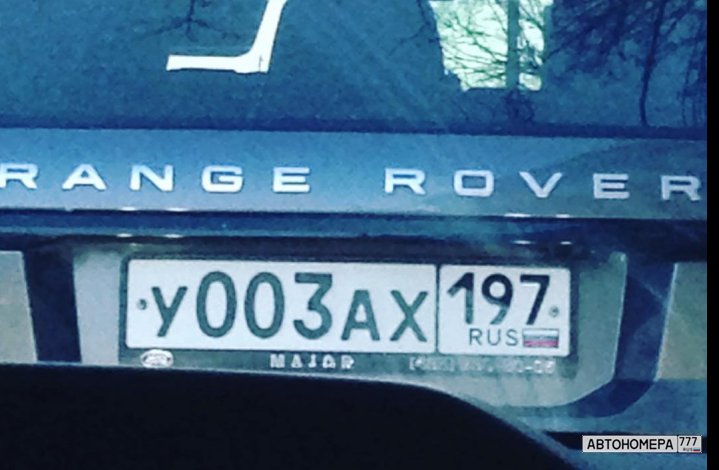 RANGE ROVER
У003АХ 197
RUS
MAJOR
АВТОНОМЕРА 777